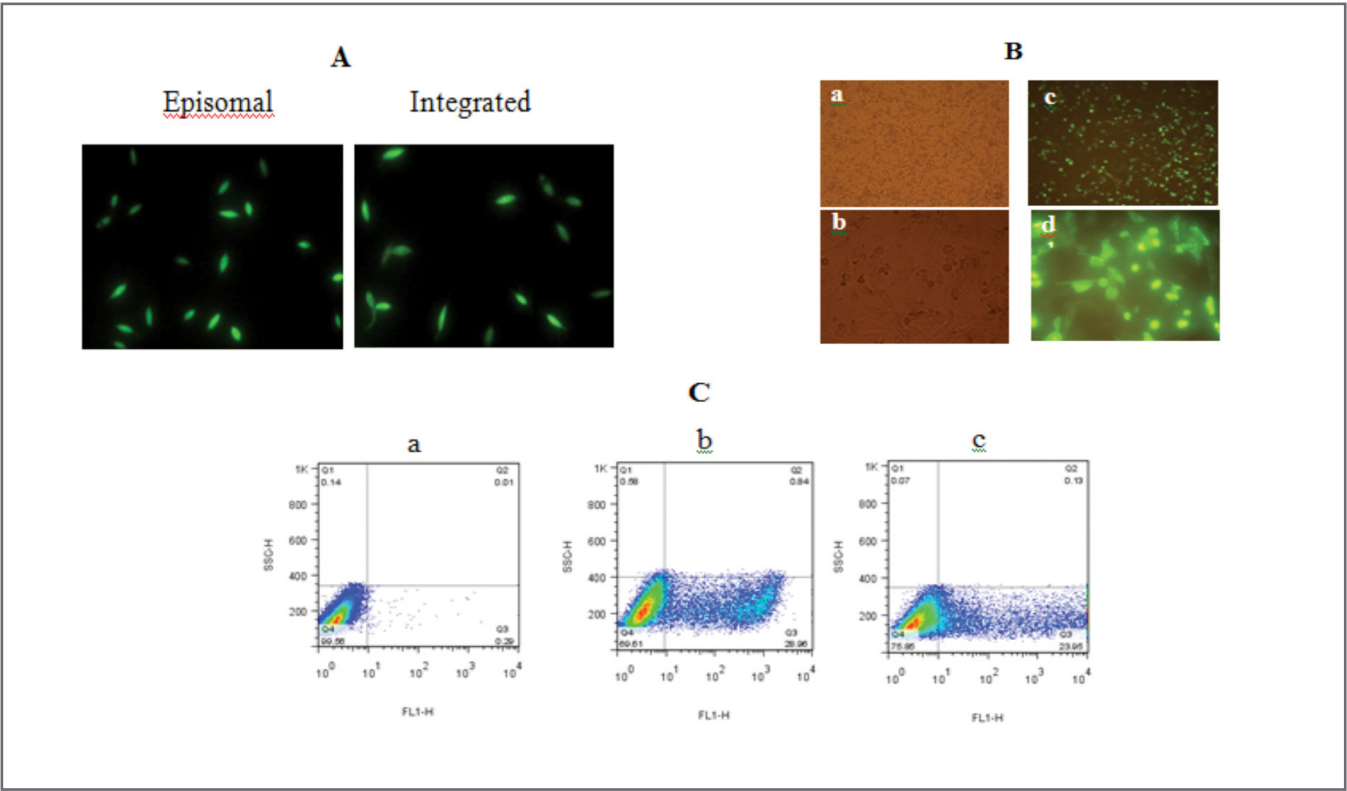 A
B
Episomal
Integrated
a
c
b
d
C
a
b
c
1K
Q1
0.14
Q2
0.01
800
600
SSC-H
400
200
Q4
99.56
Q3
0.29
10^0 10^1 10^2 10^3 10^4
FL1-H
1K
Q1
0.58
Q2
0.84
800
600
SSC-H
400
200
Q4
69.61
Q3
28.96
10^0 10^1 10^2 10^3 10^4
FL1-H
1K
Q1
0.07
Q2
0.13
800
600
SSC-H
400
200
Q4
75.85
Q3
23.95
10^0 10^1 10^2 10^3 10^4
FL1-H